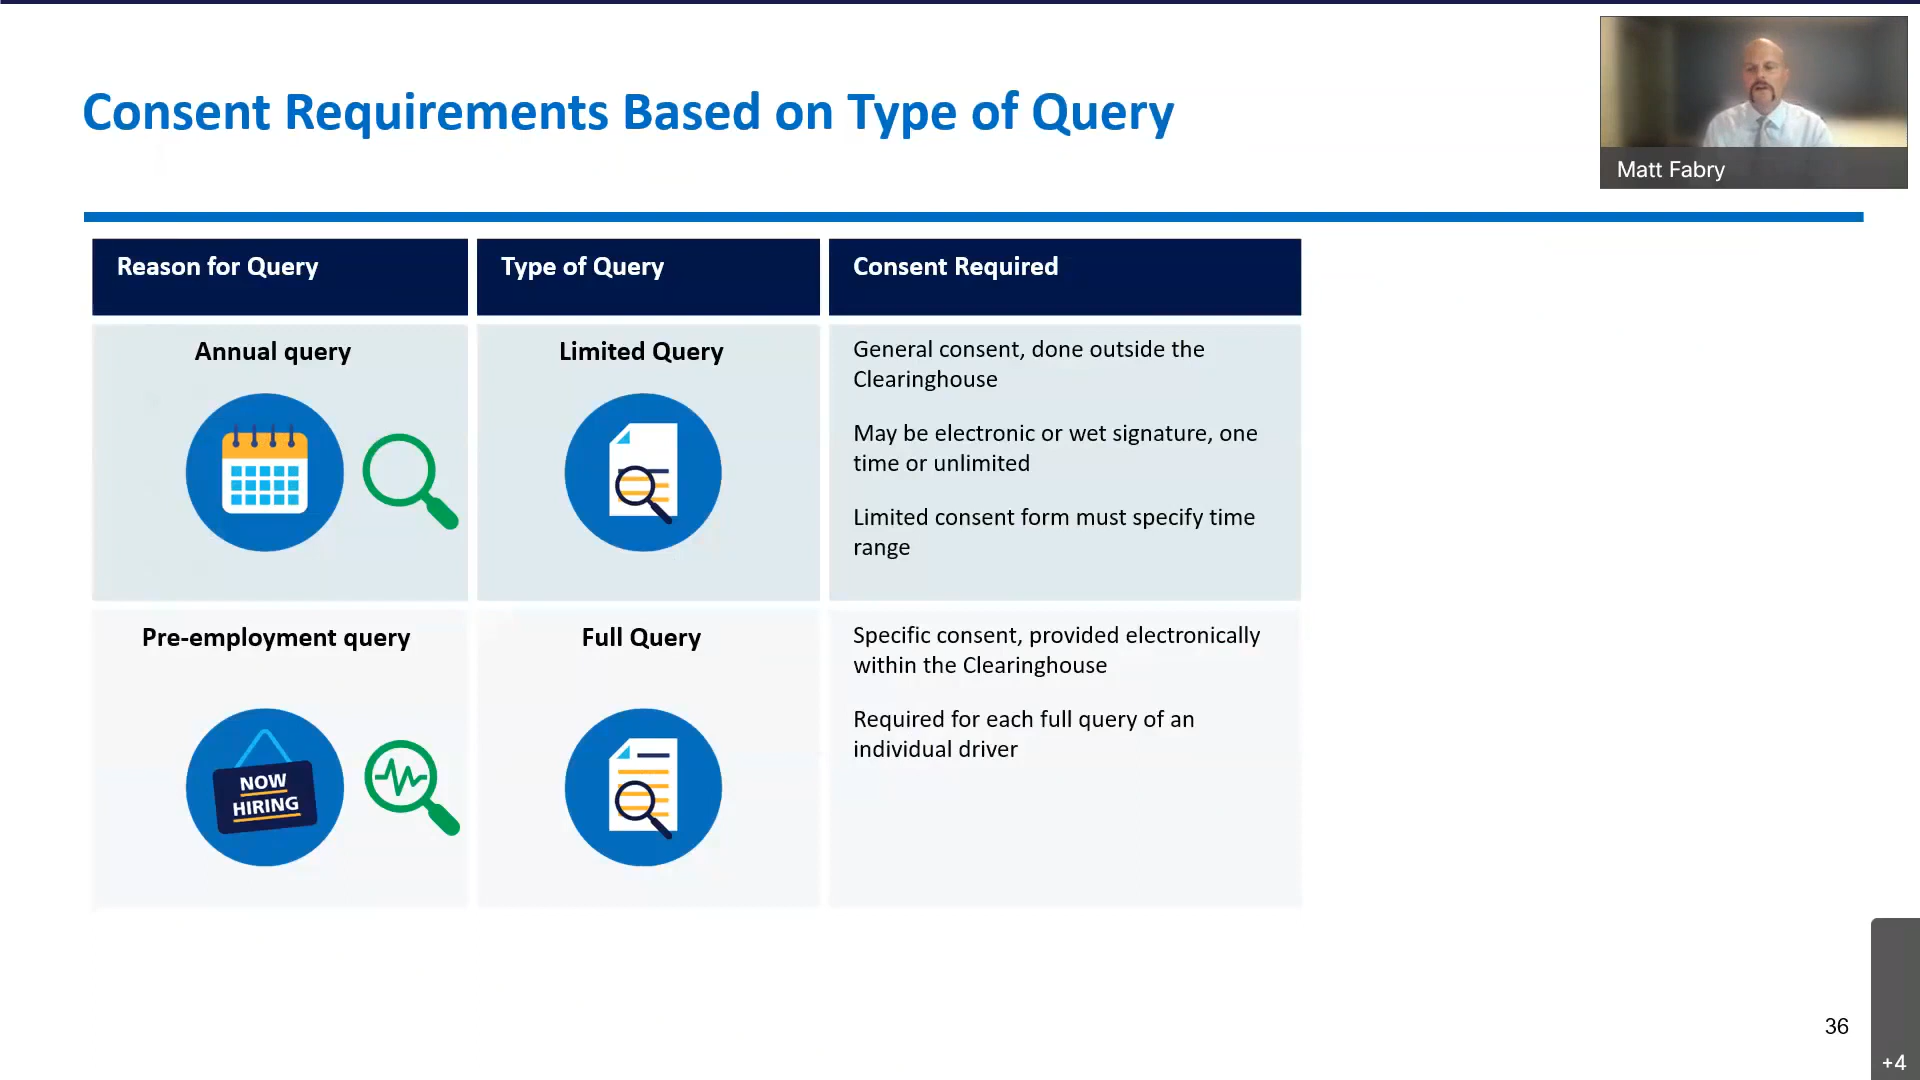 Consent Requirements Based on Type of Query
Matt Fabry
Reason for Query
Type of Query
Consent Required
Annual query
Limited Query
General consent, done outside the
Clearinghouse
May be electronic or wet signature, one
time or unlimited
Limited consent form must specify time
range
Pre-employment query
NOW
HIRING
Full Query
Specific consent, provided electronically
within the Clearinghouse
Required for each full query of an
individual driver
36
+4